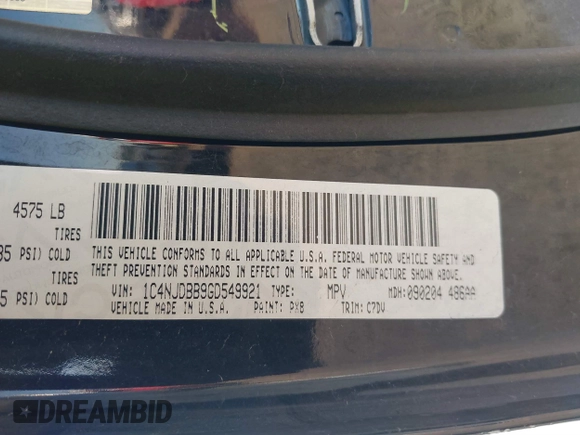 4575 LB
TIRES
PSI) COLD
TIRES
PSI) COLD
THIS VEHICLE CONFORMS TO ALL APPLICABLE U.S.A. FEDERAL MOTOR VEHICLE SAFETY AND
THEFT PREVENTION STANDARDS IN EFFECT ON THE DATE OF MANUFACTURE SHOWN ABOVE.
VIN: 1C4NJDBB9GD549921 TYPE: MPV MDH: 090204 486AA
VEHICLE MADE IN U.S.A. PAINT: PX8 TRIM: C7DV
DREAMBID